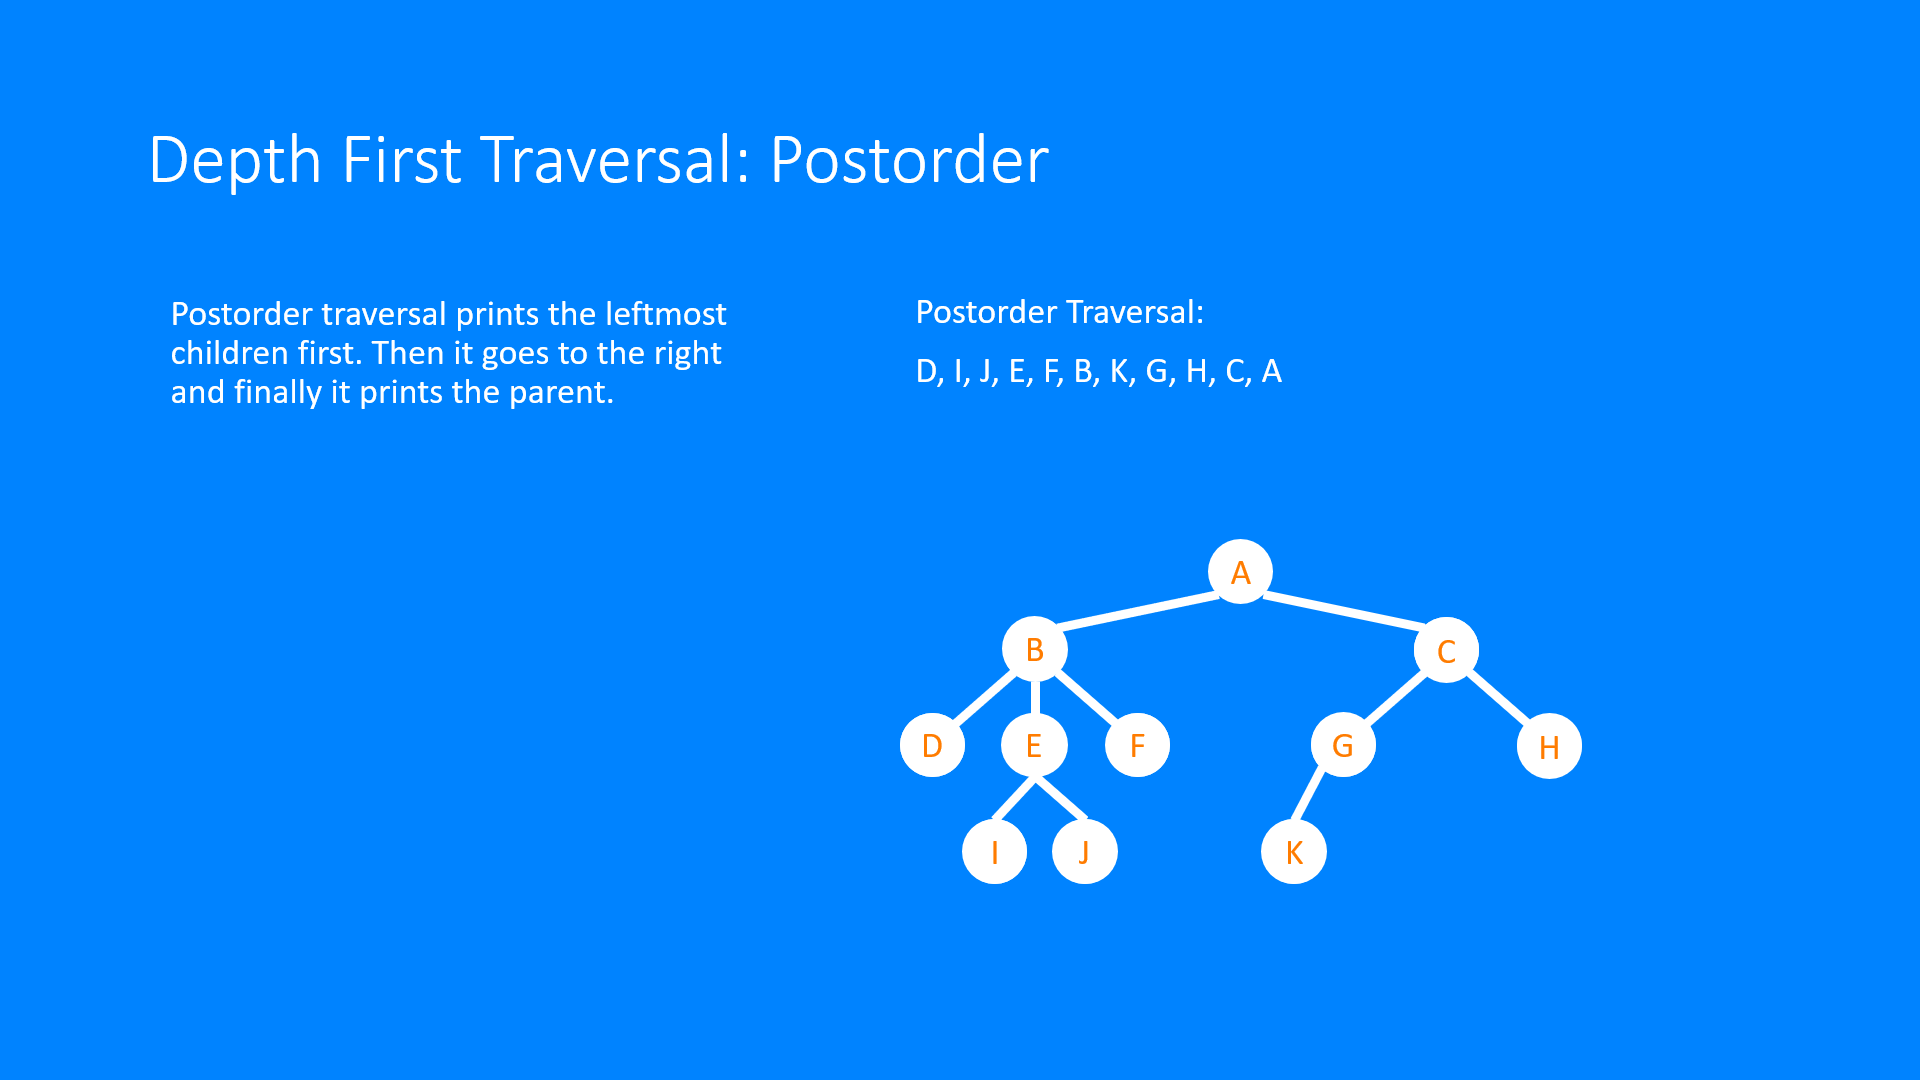 Depth First Traversal: Postorder
Postorder traversal prints the leftmost
children first. Then it goes to the right
and finally it prints the parent.
Postorder Traversal:
D, I, J, E, F, B, K, G, H, C, A
A
B
C
D
E
F
G
H
I
J
K